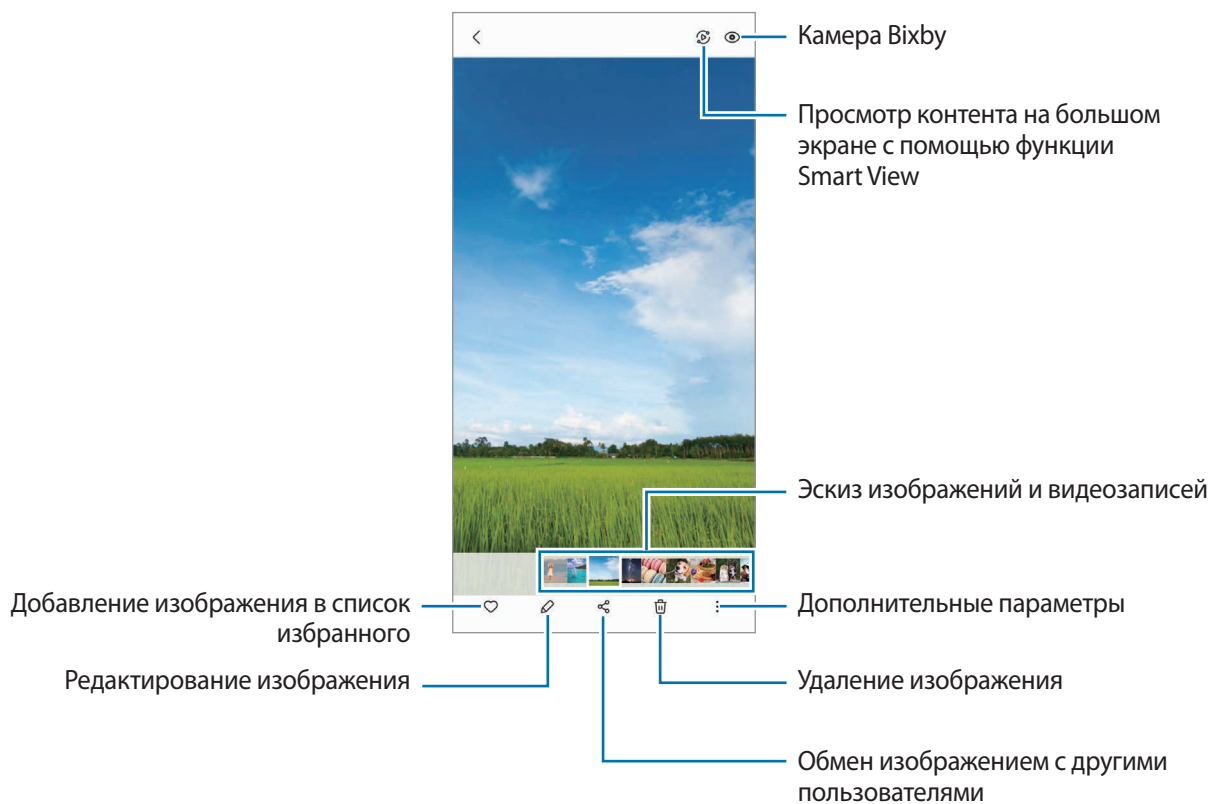 Камера Bixby
Просмотр контента на большом
экране с помощью функции
Smart View
Эскиз изображений и видеозаписей
Добавление изображения в список
избранного
Дополнительные параметры
Редактирование изображения
Удаление изображения
Обмен изображением с другими
пользователями